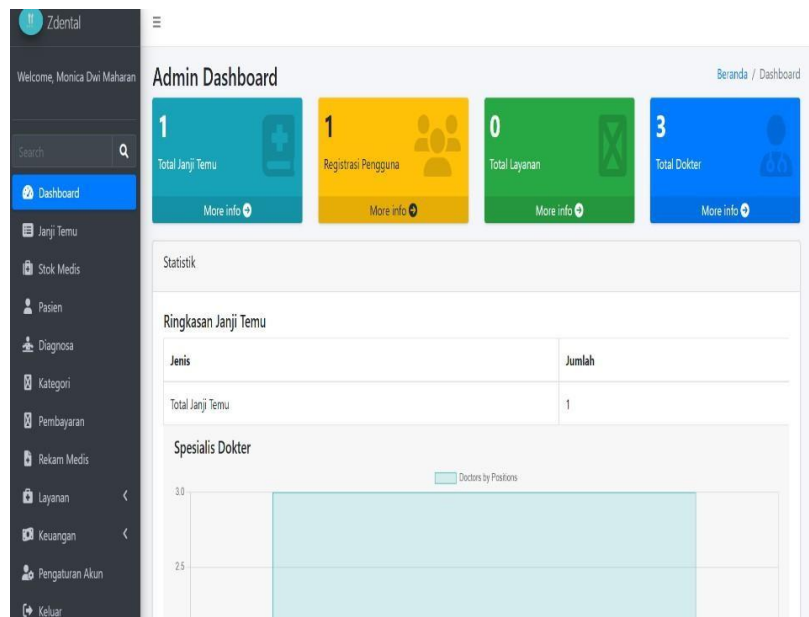 Zdental
Welcome, Monica Dwi Maharan
Search
Dashboard
Janji Temu
Stok Medis
Pasien
Diagnosa
Kategori
Pembayaran
Rekam Medis
Layanan
Keuangan
Pengaturan Akun
Keluar
Admin Dashboard
Beranda / Dashboard
1
Total Janji Temu
More info
1
Registrasi Pengguna
More info
0
Total Layanan
More info
3
Total Dokter
More info
Statistik
Ringkasan Janji Temu
Jenis Jumlah
Total Janji Temu 1
Spesialis Dokter
Doctors by Positions
3.0
2.5